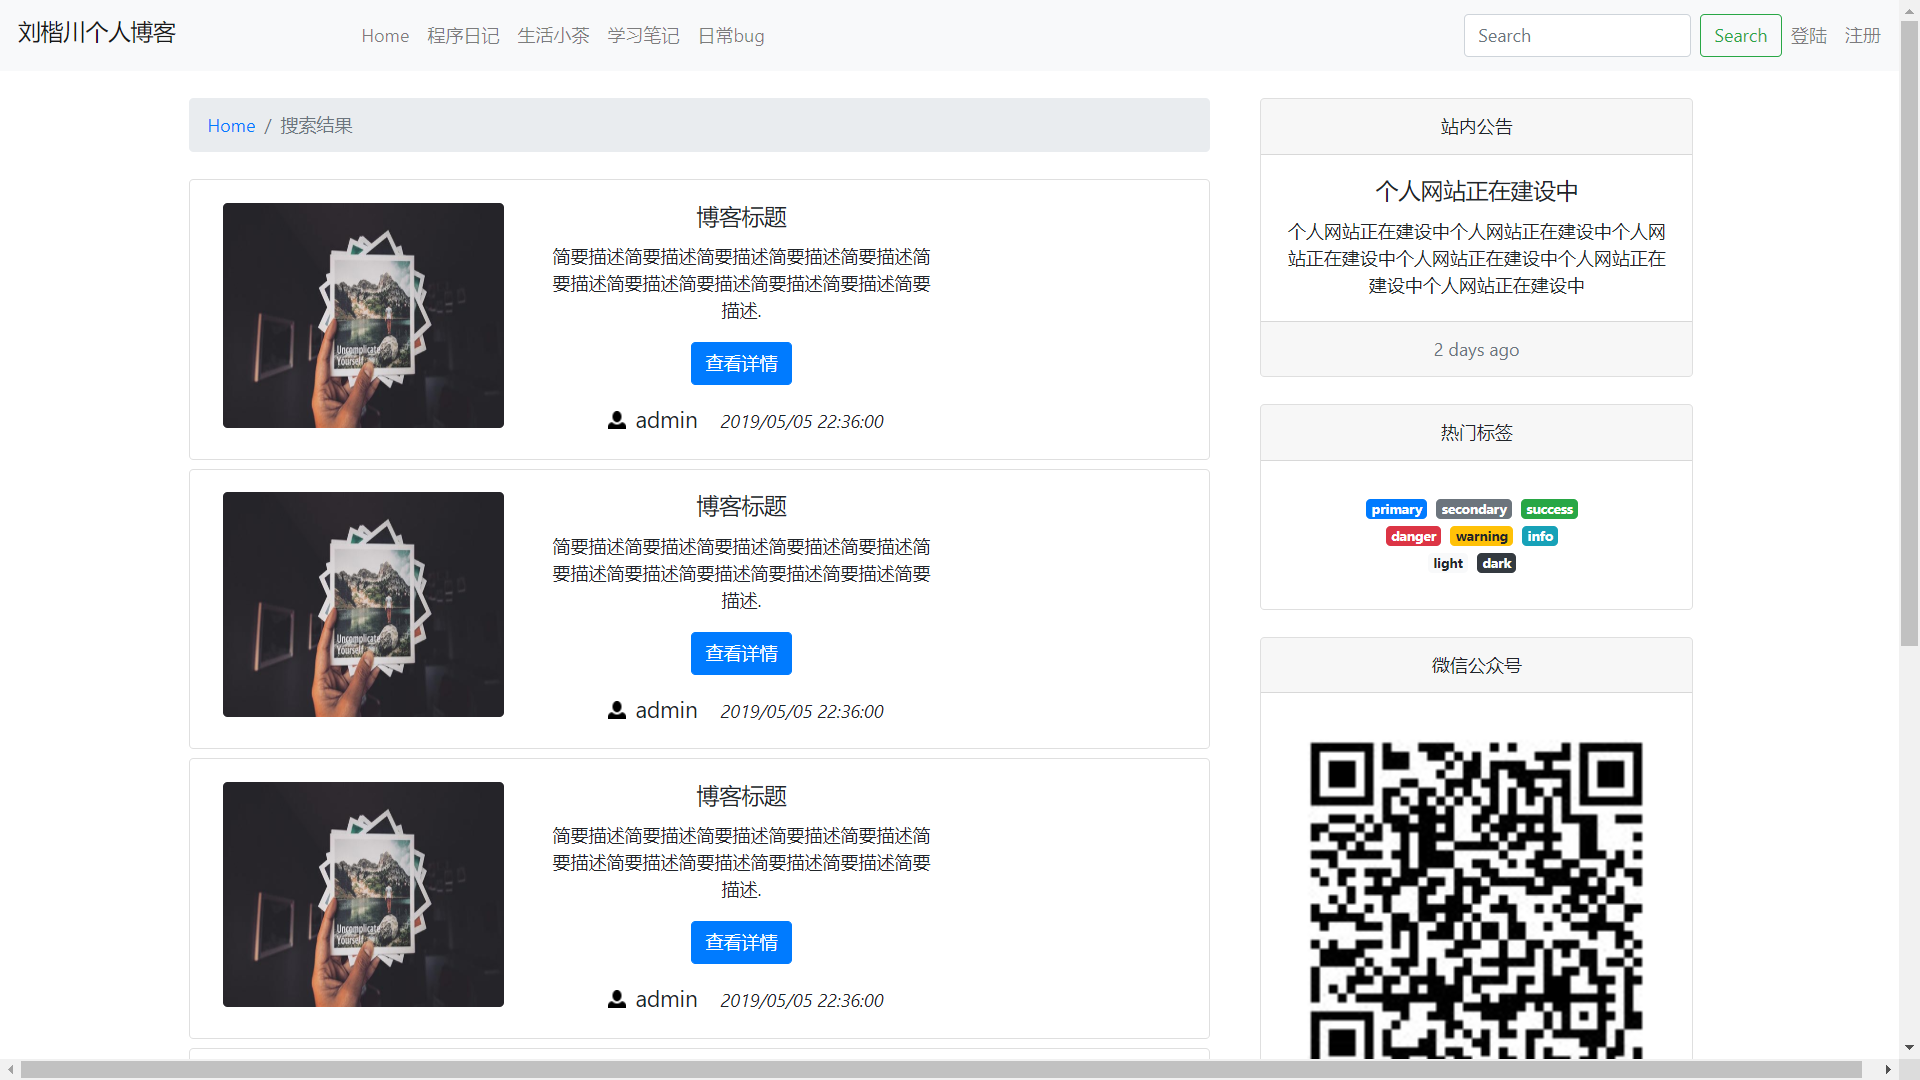 刘楷川个人博客
Home 程序日记 生活小茶 学习笔记 日常bug
Search Search 登陆 注册
Home / 搜索结果
博客标题
简要描述简要描述简要描述简要描述简要描述简
要描述简要描述简要描述简要描述简要描述简要
描述.
查看详情
admin 2019/05/05 22:36:00
Uncomplicate
Yourself
博客标题
简要描述简要描述简要描述简要描述简要描述简
要描述简要描述简要描述简要描述简要描述简要
描述.
查看详情
admin 2019/05/05 22:36:00
Uncomplicate
Yourself
博客标题
简要描述简要描述简要描述简要描述简要描述简
要描述简要描述简要描述简要描述简要描述简要
描述.
查看详情
admin 2019/05/05 22:36:00
Uncomplicate
Yourself
站内公告
个人网站正在建设中
个人网站正在建设中个人网站正在建设中个人网
站正在建设中个人网站正在建设中个人网站正在
建设中个人网站正在建设中
2 days ago
热门标签
primary secondary success
danger warning info
light dark
微信公众号